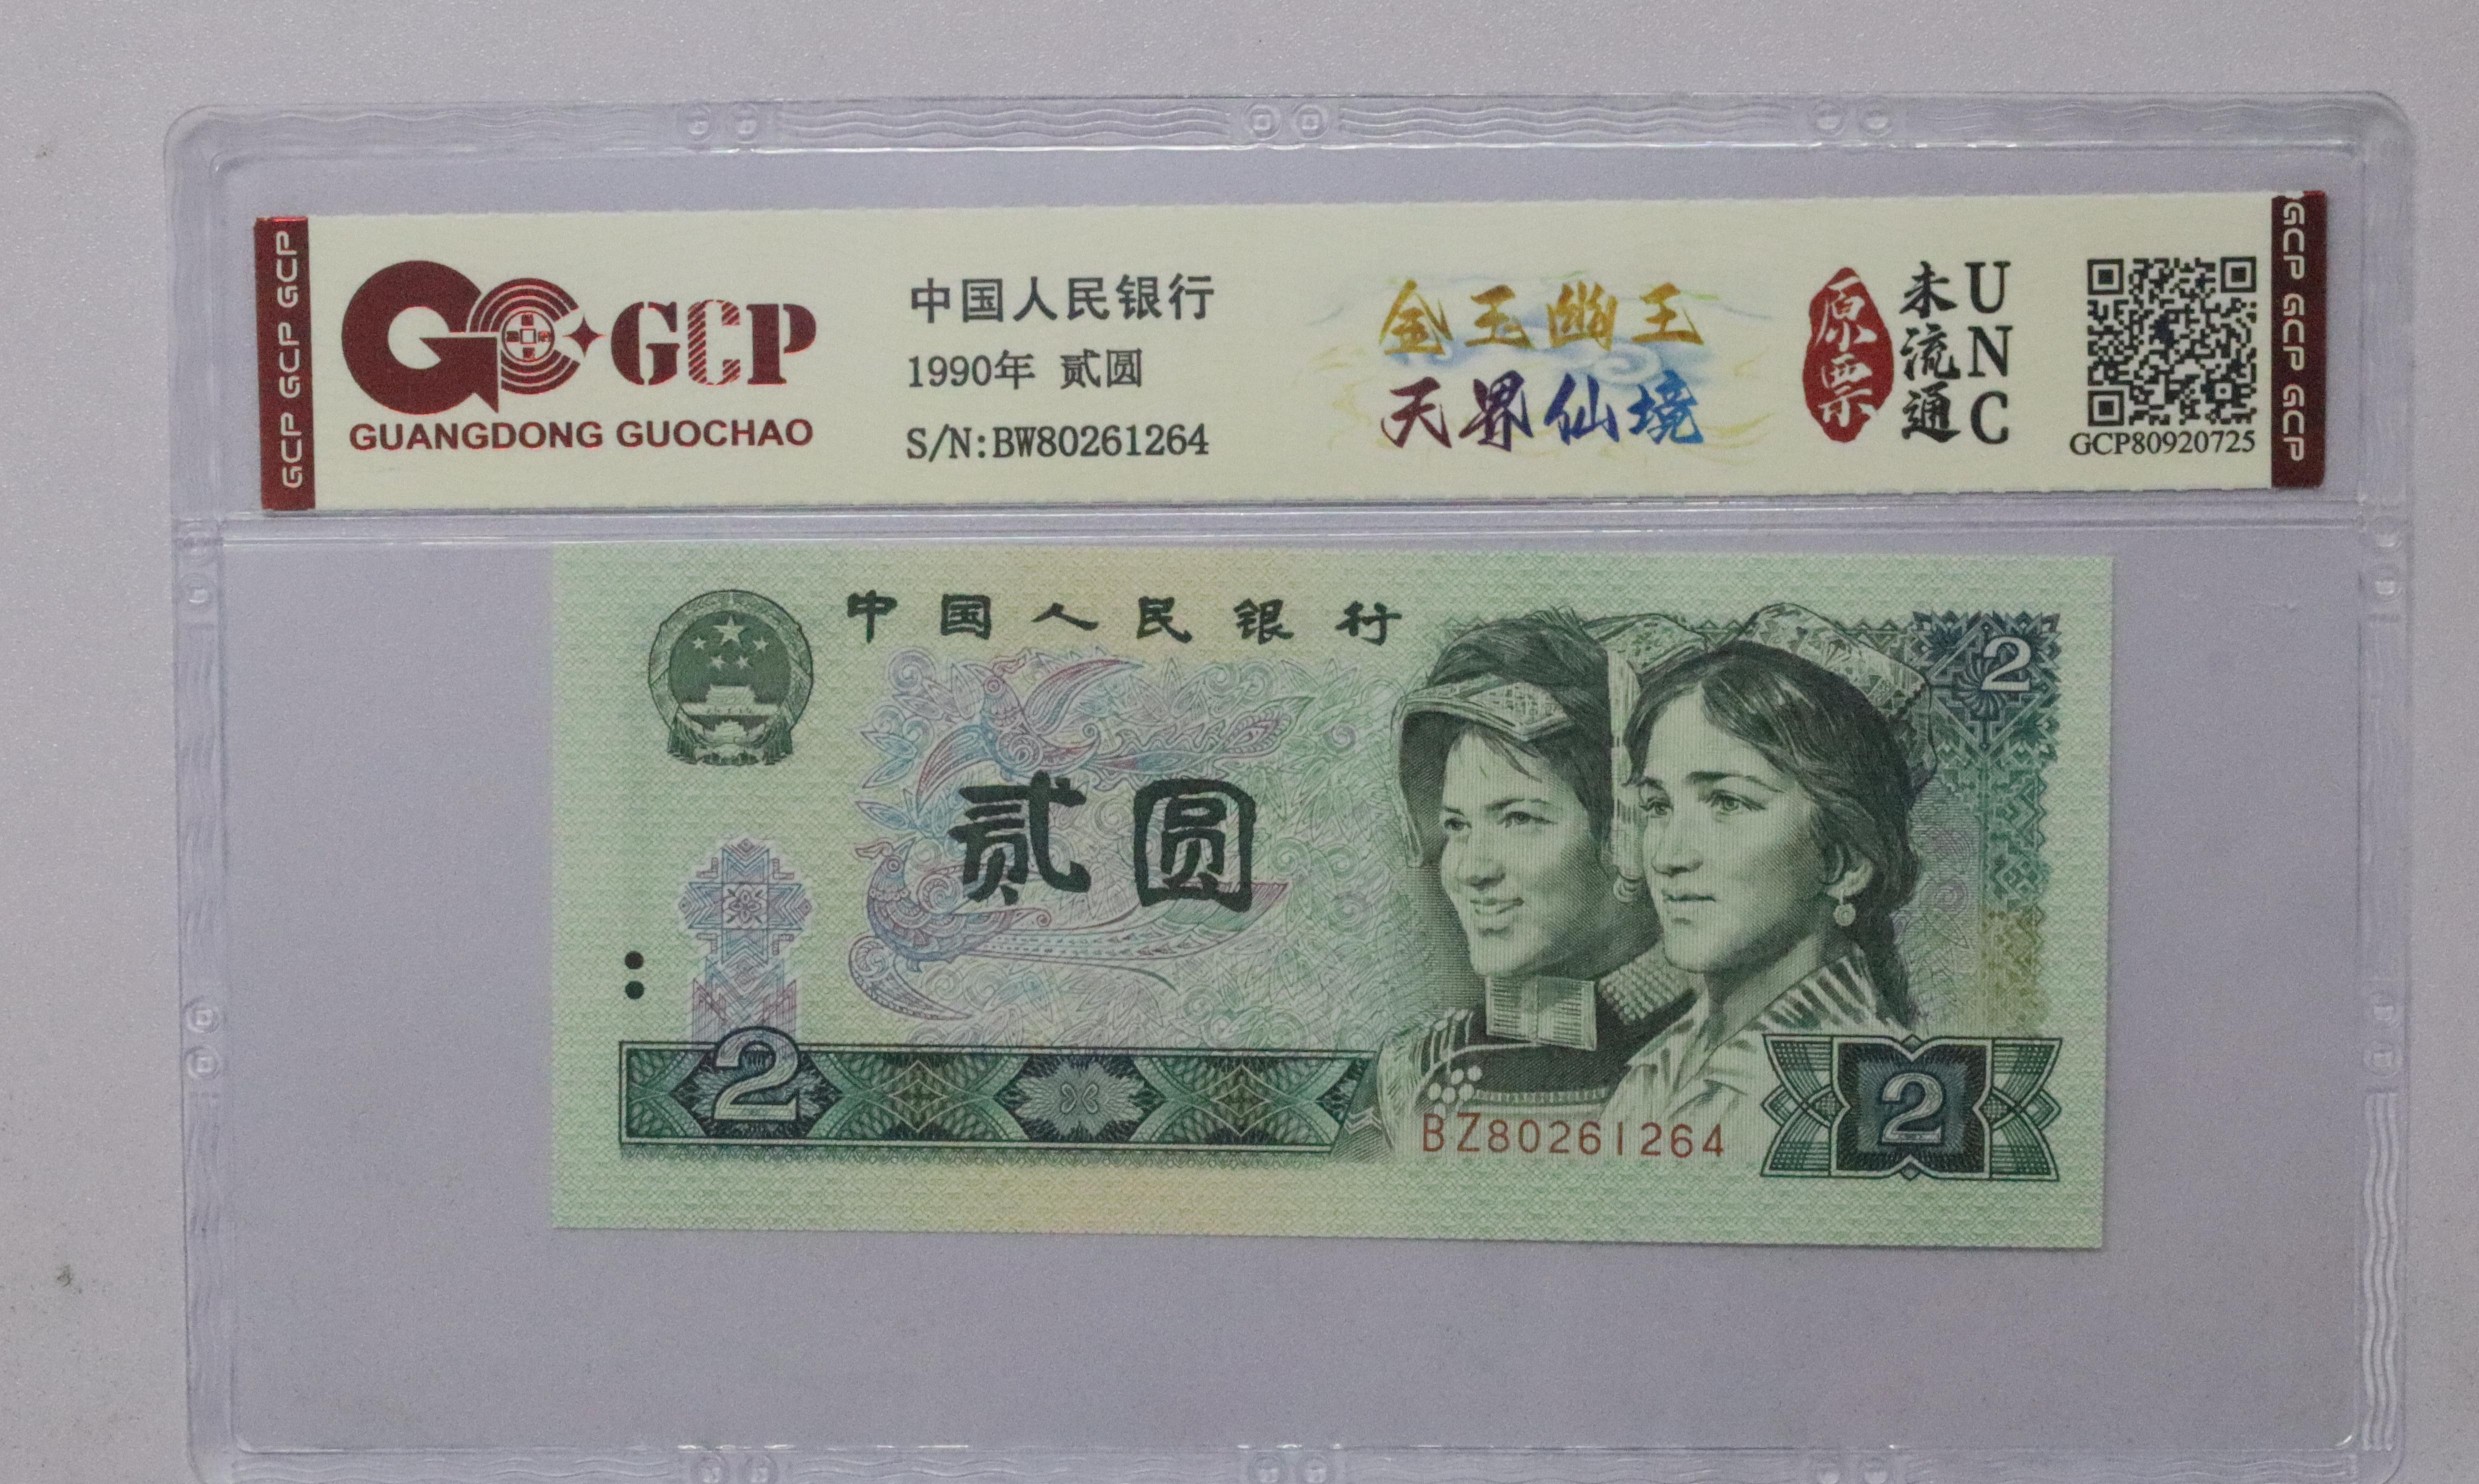 GCP GCP GCP
GCP
GUANGDONG GUOCHAO
中国人民银行
1990年 贰圆
S/N:BW80261264
金玉幽王
天界仙境
原票
未流通
UNC
GCP80920725
GCP GCP GCP
中国人民银行
2
贰圆
2
BZ80261264
2